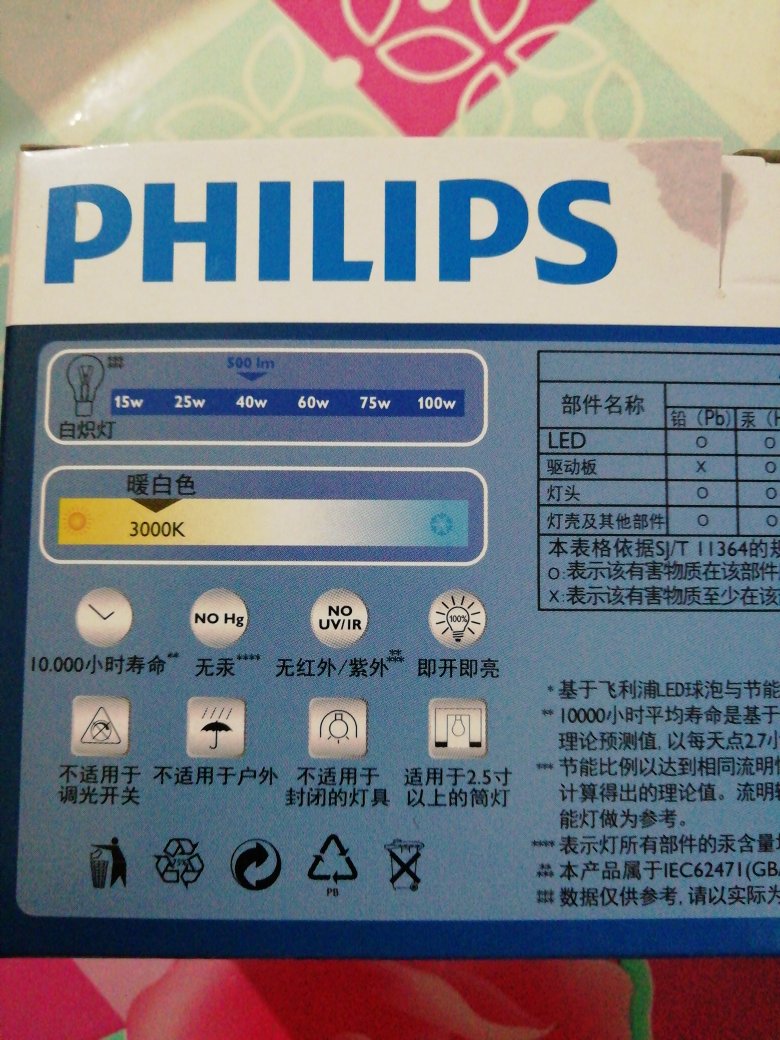 PHILIPS
500 lm
15w 25w 40w 60w 75w 100w
白炽灯
暖白色
3000K
NO Hg
NO
UV/IR
100%
10.000小时寿命** 无汞**** 无红外/紫外 即开即亮
不适用于
调光开关
不适用于户外
不适用于
封闭的灯具
适用于2.5寸
以上的筒灯
PB
部件名称
铅 (Pb) 汞
LED O O
驱动板 X O
灯头 O O
灯壳及其他部件 O O
本表格依据SJ/T 11364的
O:表示该有害物质在该部件
X:表示该有害物质至少在该
* 基于飞利浦LED球泡与节能
** 10000小时平均寿命是基于
理论预测值, 以每天点2.7小
*** 节能比例以达到相同流明
计算得出的理论值。流明
能灯做为参考。
**** 表示灯所有部件的汞含量
本产品属于IEC62471(GB
数据仅供参考, 请以实际为